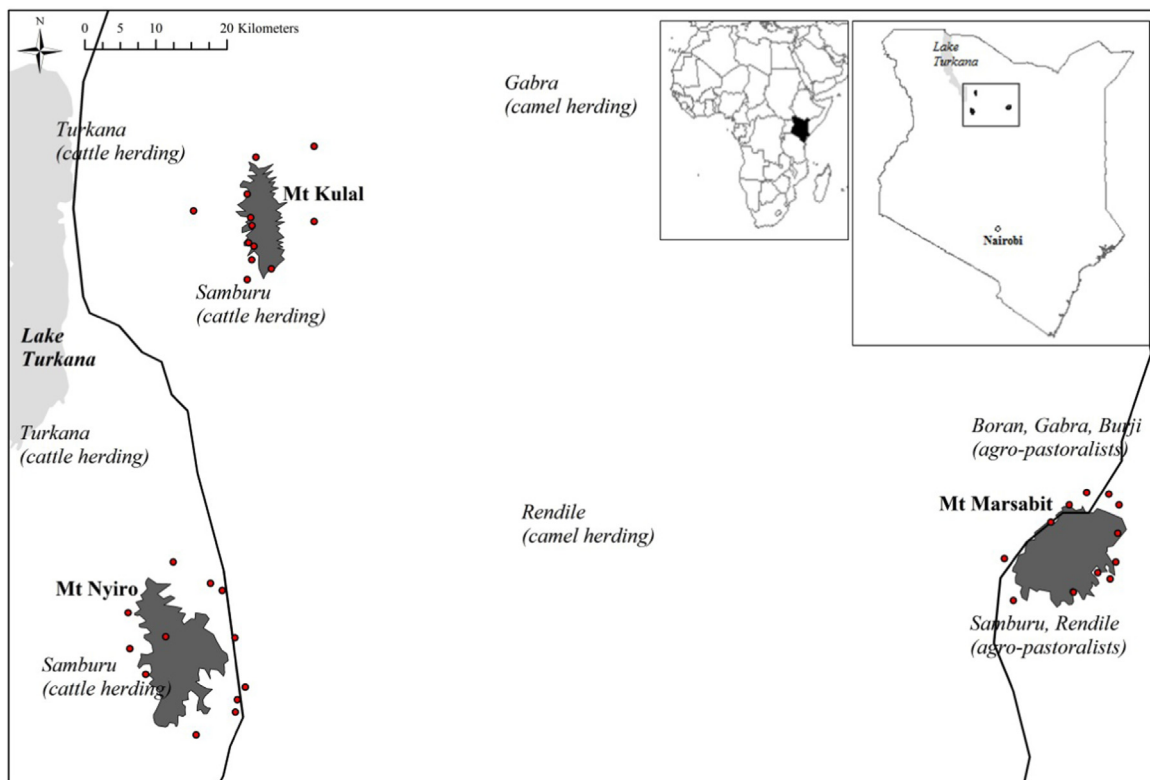 N
0 5 10 20 Kilometers
Gabra
(camel herding)
Lake
Turkana
Nairobi
Turkana
(cattle herding)
Mt Kulal
Samburu
(cattle herding)
Lake
Turkana
Turkana
(cattle herding)
Boran, Gabra, Burji
(agro-pastoralists)
Mt Marsabit
Rendile
(camel herding)
Mt Nyiro
Samburu
(cattle herding)
Samburu, Rendile
(agro-pastoralists)